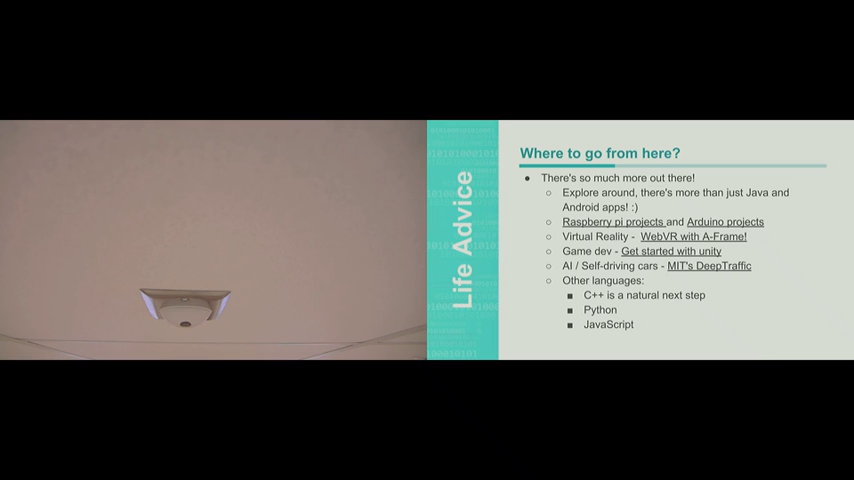 Life Advice
Where to go from here?
● There's so much more out there!
○ Explore around, there's more than just Java and
Android apps! :)
○ Raspberry pi projects and Arduino projects
○ Virtual Reality - WebVR with A-Frame!
○ Game dev - Get started with unity
○ AI / Self-driving cars - MIT's DeepTraffic
○ Other languages:
■ C++ is a natural next step
■ Python
■ JavaScript